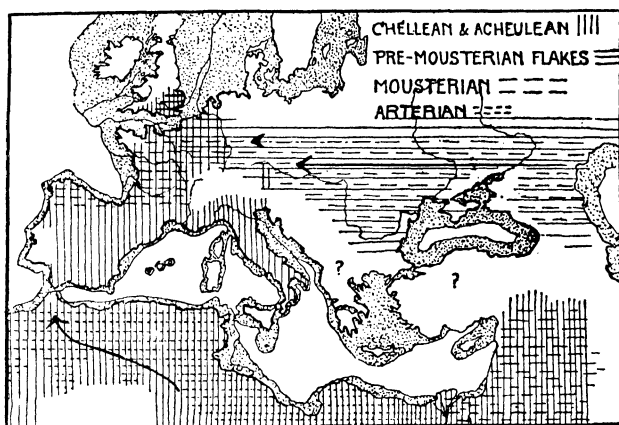 CHELLEAN & ACHEULEAN
PRE-MOUSTERIAN FLAKES
MOUSTERIAN
ARTERIAN
?
?